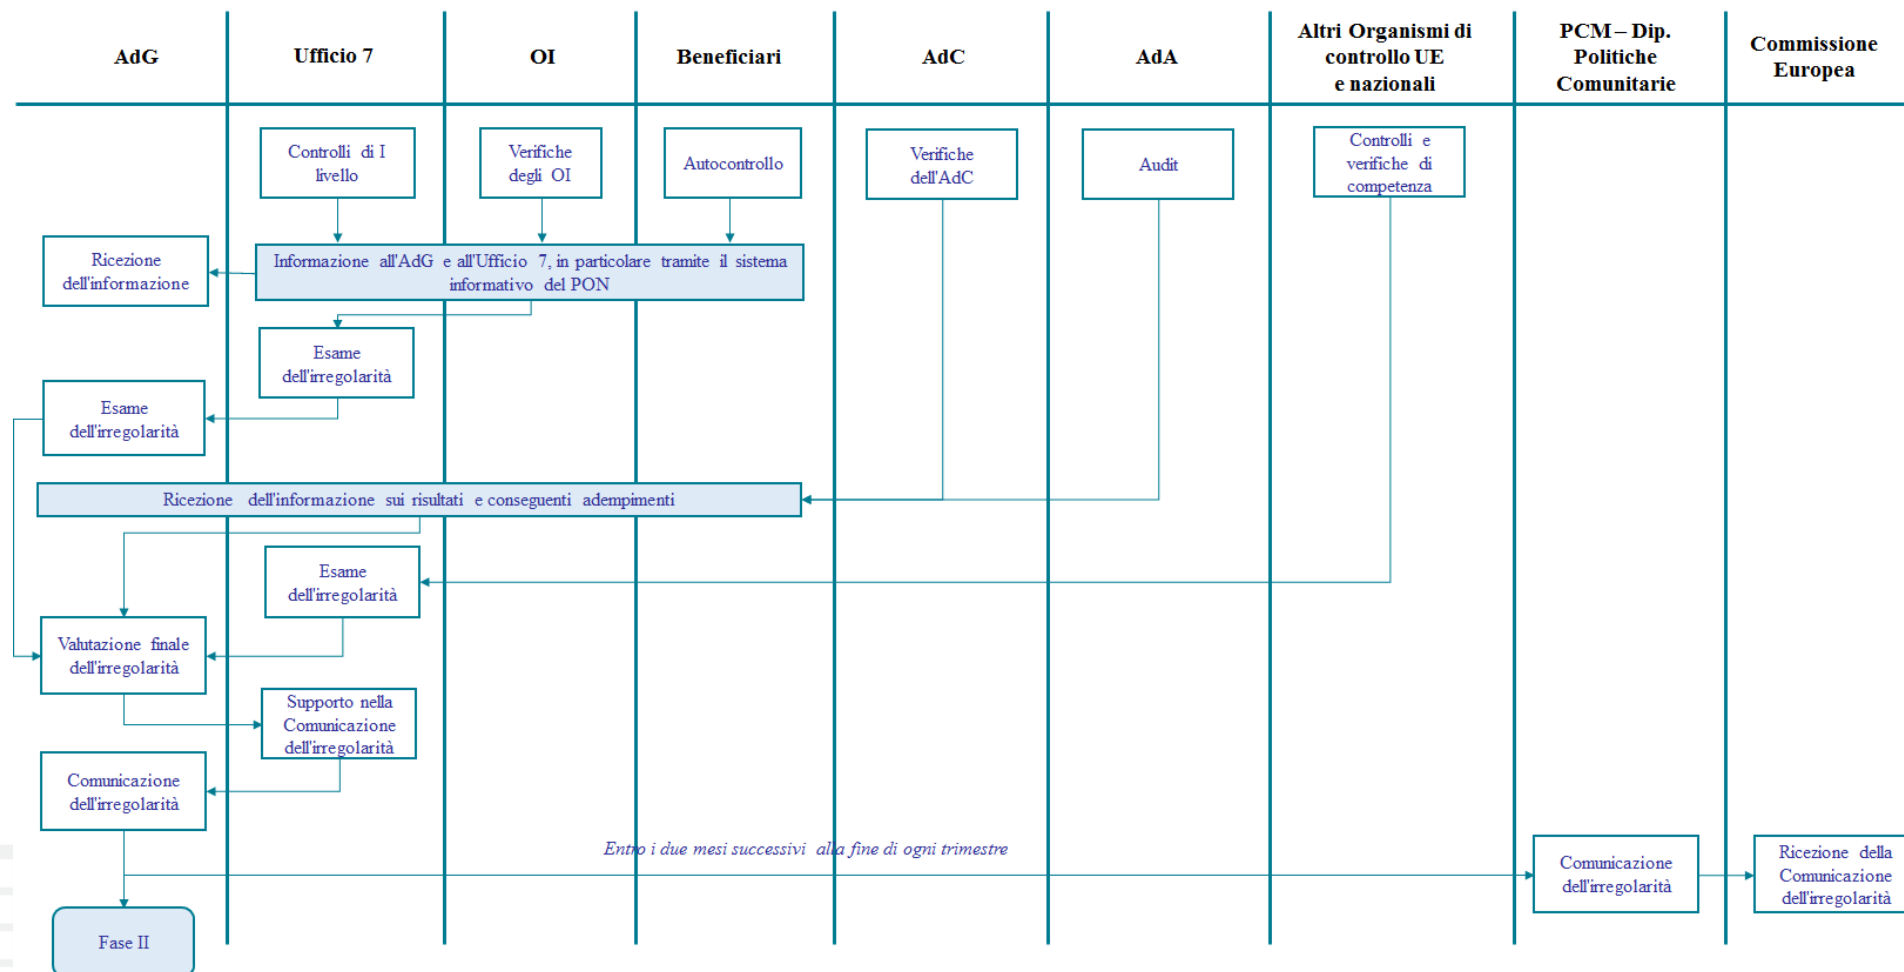 AdG
Ufficio 7
OI
Beneficiari
AdC
AdA
Altri Organismi di
controllo UE
e nazionali
PCM – Dip.
Politiche
Comunitarie
Commissione
Europea
Controlli di I
livello
Verifiche
degli OI
Autocontrollo
Verifiche
dell'AdC
Audit
Controlli e
verifiche di
competenza
Ricezione
dell'informazione
Informazione all'AdG e all'Ufficio 7, in particolare tramite il sistema
informativo del PON
Esame
dell'irregolarità
Esame
dell'irregolarità
Ricezione dell'informazione sui risultati e conseguenti adempimenti
Esame
dell'irregolarità
Valutazione finale
dell'irregolarità
Supporto nella
Comunicazione
dell'irregolarità
Comunicazione
dell'irregolarità
Entro i due mesi successivi alla fine di ogni trimestre
Comunicazione
dell'irregolarità
Ricezione della
Comunicazione
dell'irregolarità
Fase II